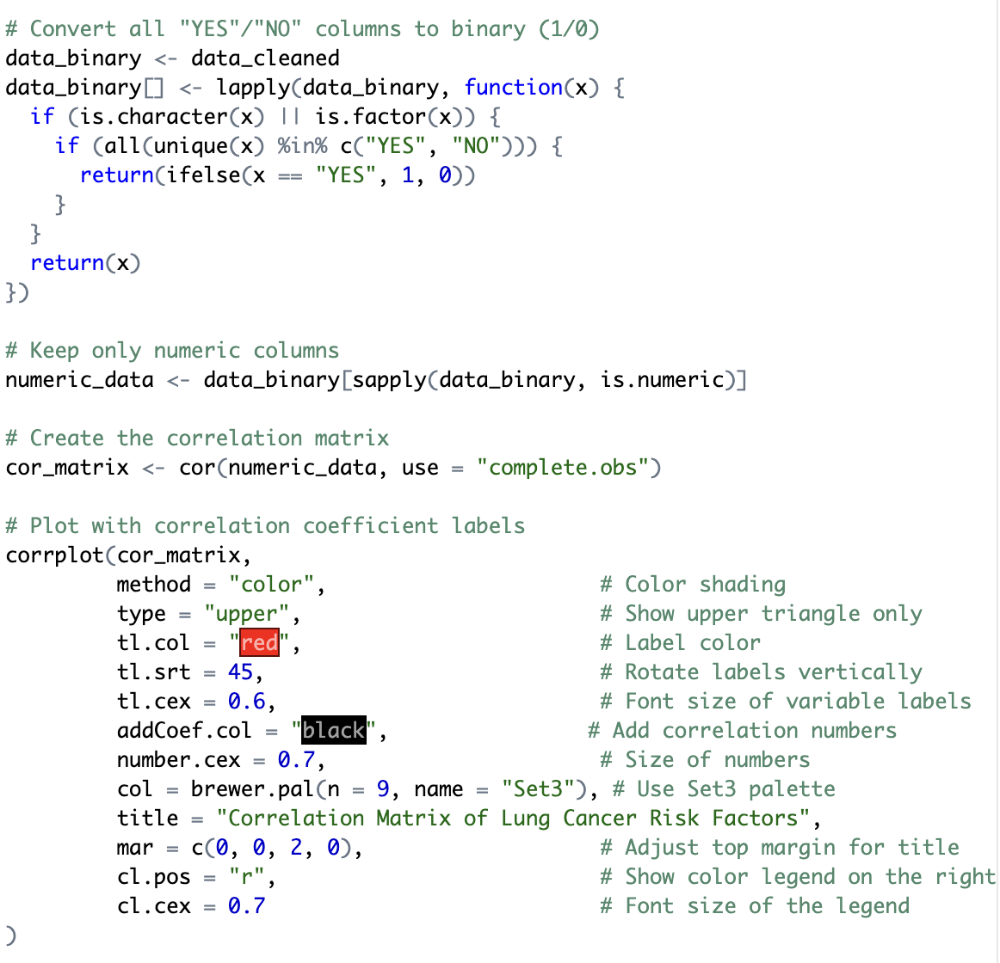 # Convert all "YES"/"NO" columns to binary (1/0)
data_binary <- data_cleaned
data_binary[] <- lapply(data_binary, function(x) {
  if (is.character(x) || is.factor(x)) {
    if (all(unique(x) %in% c("YES", "NO"))) {
      return(ifelse(x == "YES", 1, 0))
    }
  }
  return(x)
})

# Keep only numeric columns
numeric_data <- data_binary[sapply(data_binary, is.numeric)]

# Create the correlation matrix
cor_matrix <- cor(numeric_data, use = "complete.obs")

# Plot with correlation coefficient labels
corrplot(cor_matrix,
         method = "color",                      # Color shading
         type = "upper",                        # Show upper triangle only
         tl.col = "red",                        # Label color
         tl.srt = 45,                           # Rotate labels vertically
         tl.cex = 0.6,                          # Font size of variable labels
         addCoef.col = "black",                # Add correlation numbers
         number.cex = 0.7,                      # Size of numbers
         col = brewer.pal(n = 9, name = "Set3"), # Use Set3 palette
         title = "Correlation Matrix of Lung Cancer Risk Factors",
         mar = c(0, 0, 2, 0),                   # Adjust top margin for title
         cl.pos = "r",                          # Show color legend on the right
         cl.cex = 0.7                           # Font size of the legend
)